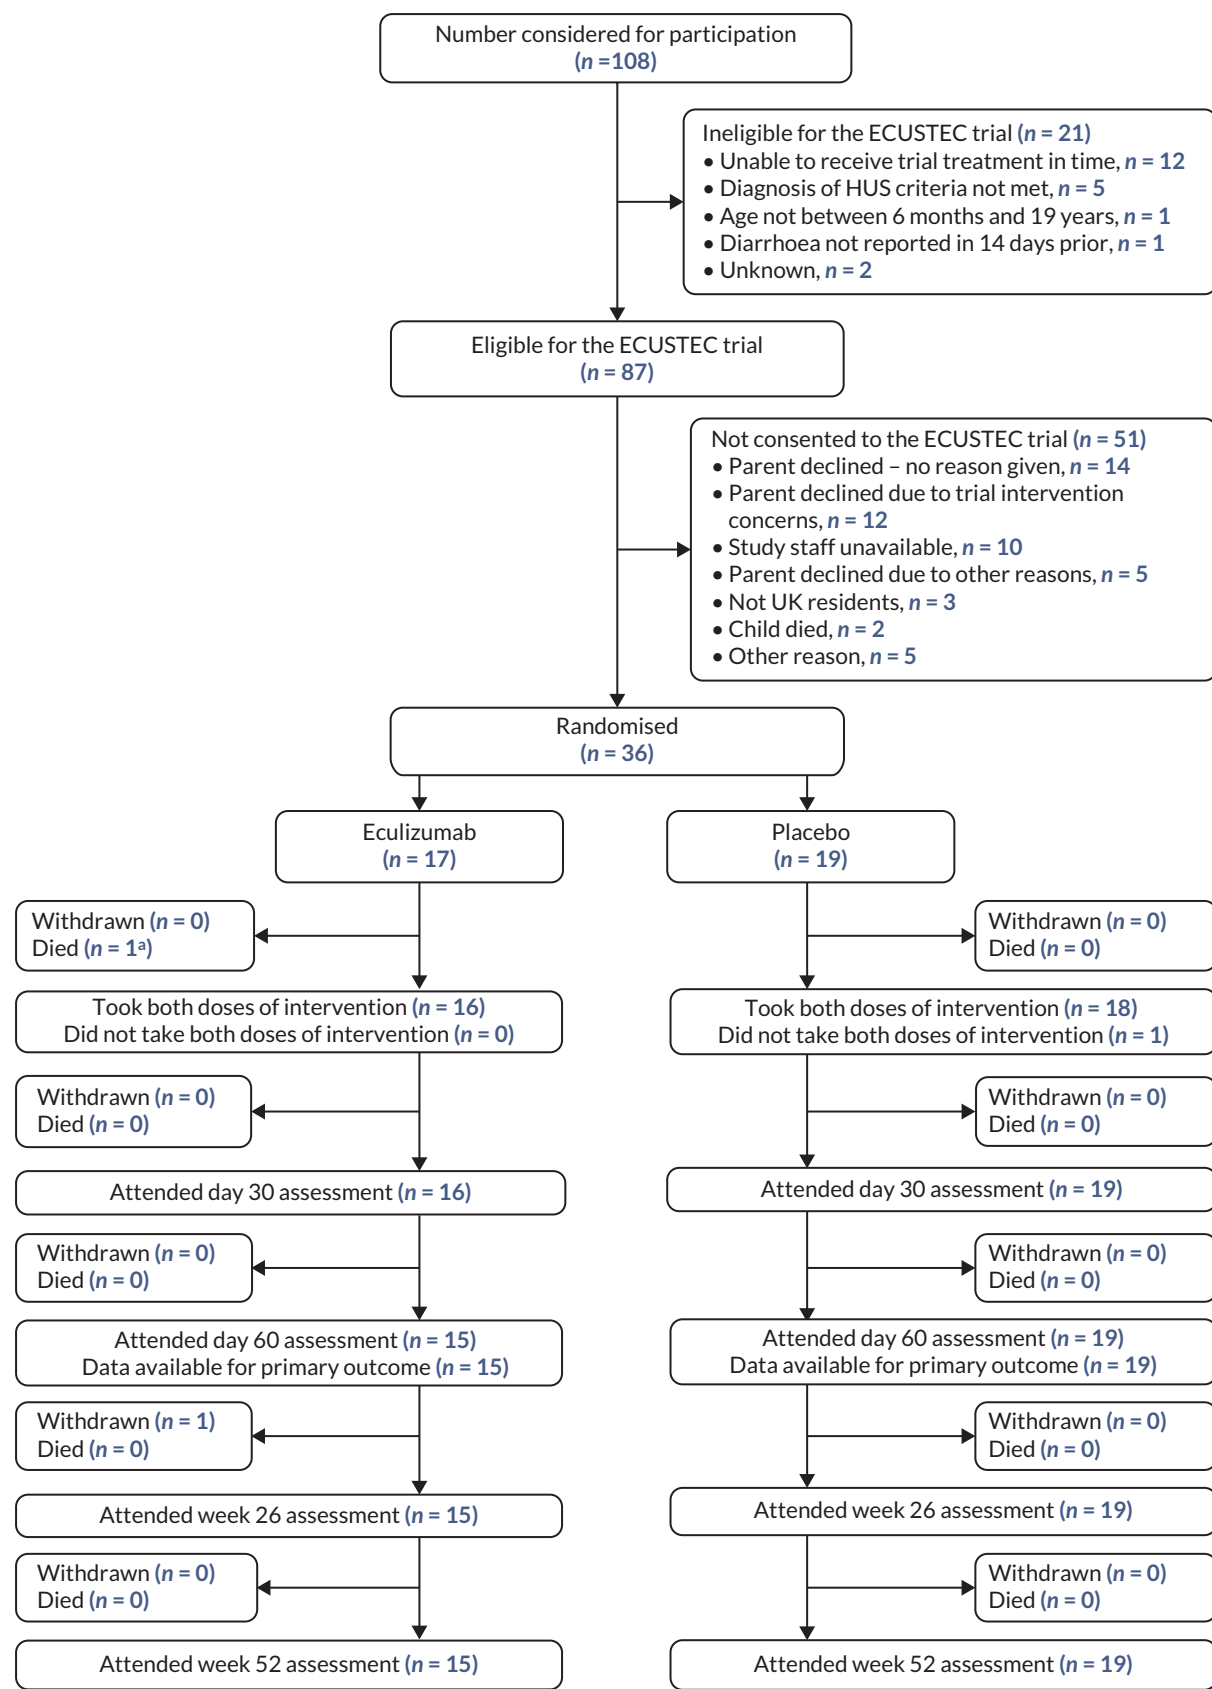 Number considered for participation
(n =108)
Ineligible for the ECUSTEC trial (n = 21)
• Unable to receive trial treatment in time, n = 12
• Diagnosis of HUS criteria not met, n = 5
• Age not between 6 months and 19 years, n = 1
• Diarrhoea not reported in 14 days prior, n = 1
• Unknown, n = 2
Eligible for the ECUSTEC trial
(n = 87)
Not consented to the ECUSTEC trial (n = 51)
• Parent declined – no reason given, n = 14
• Parent declined due to trial intervention
concerns, n = 12
• Study staff unavailable, n = 10
• Parent declined due to other reasons, n = 5
• Not UK residents, n = 3
• Child died, n = 2
• Other reason, n = 5
Randomised
(n = 36)
Eculizumab
(n = 17)
Placebo
(n = 19)
Withdrawn (n = 0)
Died (n = 1ᵃ)
Withdrawn (n = 0)
Died (n = 0)
Took both doses of intervention (n = 16)
Did not take both doses of intervention (n = 0)
Took both doses of intervention (n = 18)
Did not take both doses of intervention (n = 1)
Withdrawn (n = 0)
Died (n = 0)
Withdrawn (n = 0)
Died (n = 0)
Attended day 30 assessment (n = 16)
Attended day 30 assessment (n = 19)
Withdrawn (n = 0)
Died (n = 0)
Withdrawn (n = 0)
Died (n = 0)
Attended day 60 assessment (n = 15)
Data available for primary outcome (n = 15)
Attended day 60 assessment (n = 19)
Data available for primary outcome (n = 19)
Withdrawn (n = 1)
Died (n = 0)
Withdrawn (n = 0)
Died (n = 0)
Attended week 26 assessment (n = 15)
Attended week 26 assessment (n = 19)
Withdrawn (n = 0)
Died (n = 0)
Withdrawn (n = 0)
Died (n = 0)
Attended week 52 assessment (n = 15)
Attended week 52 assessment (n = 19)